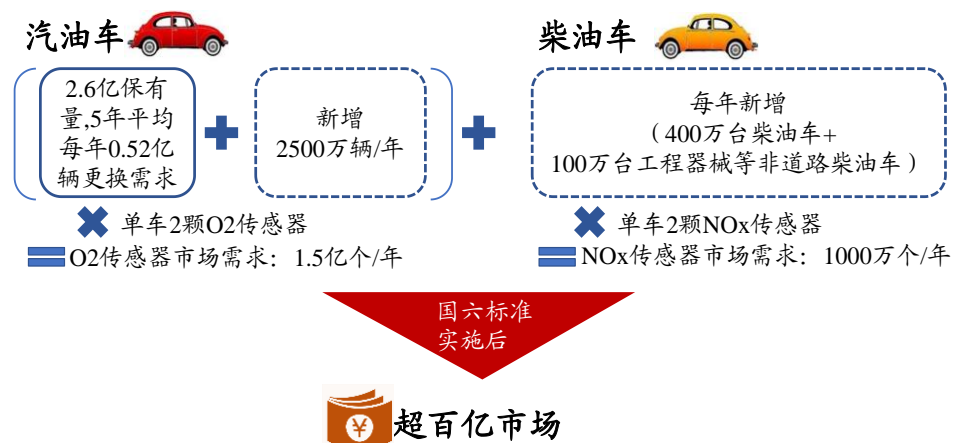 汽油车
柴油车
2.6亿保有
量,5年平均
每年0.52亿
辆更换需求
新增
2500万辆/年
每年新增
（400万台柴油车+
100万台工程器械等非道路柴油车）
单车2颗O2传感器
O2传感器市场需求：1.5亿个/年
单车2颗NOx传感器
NOx传感器市场需求：1000万个/年
国六标准
实施后
¥
超百亿市场